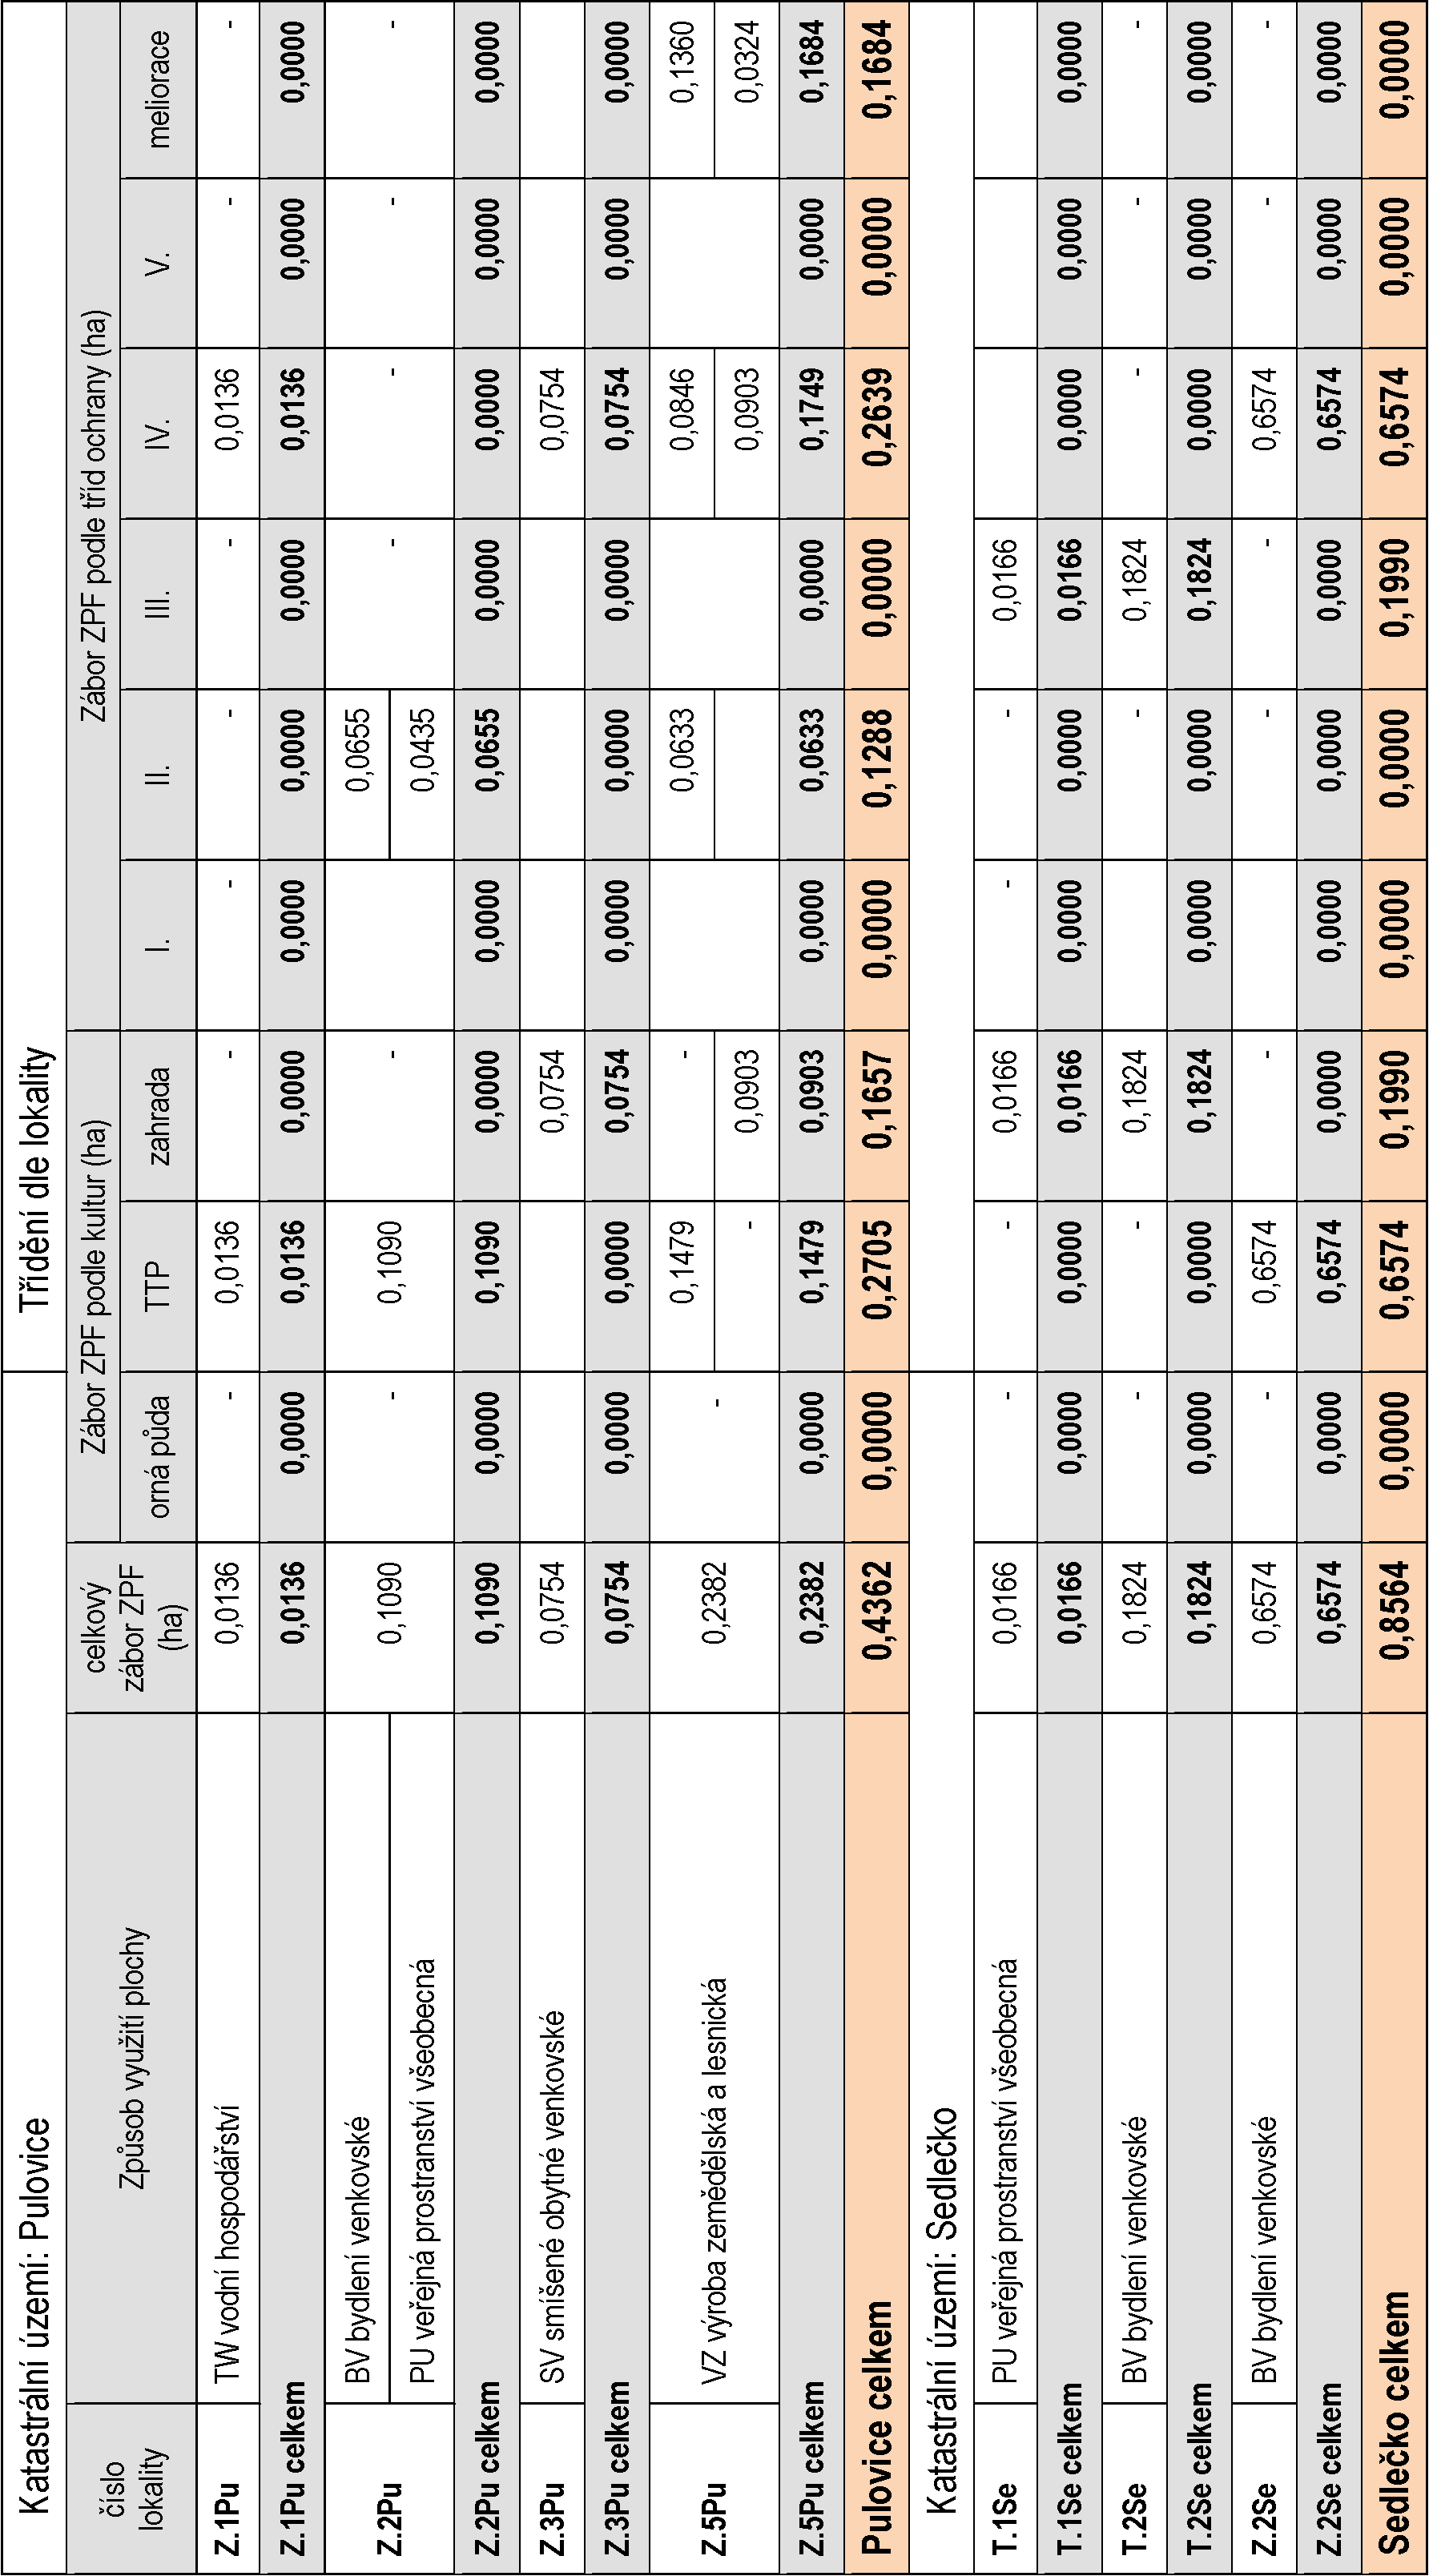 Katastrální území: Pulovice Třídění dle lokality
číslo lokality Způsob využití plochy celkový zábor ZPF (ha) Zábor ZPF podle kultur (ha) Zábor ZPF podle tříd ochrany (ha)
orná půda TTP zahrada I. II. III. IV. V. meliorace
Z.1Pu TW vodní hospodářství 0,0136 - 0,0136 - - - - 0,0136 - -
Z.1Pu celkem 0,0136 0,0000 0,0136 0,0000 0,0000 0,0000 0,0000 0,0136 0,0000 0,0000
Z.2Pu BV bydlení venkovské 0,1090 - 0,1090 - 0,0655 - - - -
PU veřejná prostranství všeobecná 0,0435
Z.2Pu celkem 0,1090 0,0000 0,1090 0,0000 0,0000 0,0655 0,0000 0,0000 0,0000 0,0000
Z.3Pu SV smíšené obytné venkovské 0,0754 0,0754 0,0754
Z.3Pu celkem 0,0754 0,0000 0,0000 0,0754 0,0000 0,0000 0,0000 0,0754 0,0000 0,0000
Z.5Pu VZ výroba zemědělská a lesnická 0,2382 - 0,1479 - 0,0633 0,0846 0,1360
- 0,0903 0,0903 0,0324
Z.5Pu celkem 0,2382 0,0000 0,1479 0,0903 0,0000 0,0633 0,0000 0,1749 0,0000 0,1684
Pulovice celkem 0,4362 0,0000 0,2705 0,1657 0,0000 0,1288 0,0000 0,2639 0,0000 0,1684
Katastrální území: Sedlečko
T.1Se PU veřejná prostranství všeobecná 0,0166 - - 0,0166 - - 0,0166
T.1Se celkem 0,0166 0,0000 0,0000 0,0166 0,0000 0,0000 0,0166 0,0000 0,0000 0,0000
T.2Se BV bydlení venkovské 0,1824 - - 0,1824 - 0,1824 - - -
T.2Se celkem 0,1824 0,0000 0,0000 0,1824 0,0000 0,0000 0,1824 0,0000 0,0000 0,0000
Z.2Se BV bydlení venkovské 0,6574 - 0,6574 - - - 0,6574 - -
Z.2Se celkem 0,6574 0,0000 0,6574 0,0000 0,0000 0,0000 0,0000 0,6574 0,0000 0,0000
Sedlečko celkem 0,8564 0,0000 0,6574 0,1990 0,0000 0,0000 0,1990 0,6574 0,0000 0,0000